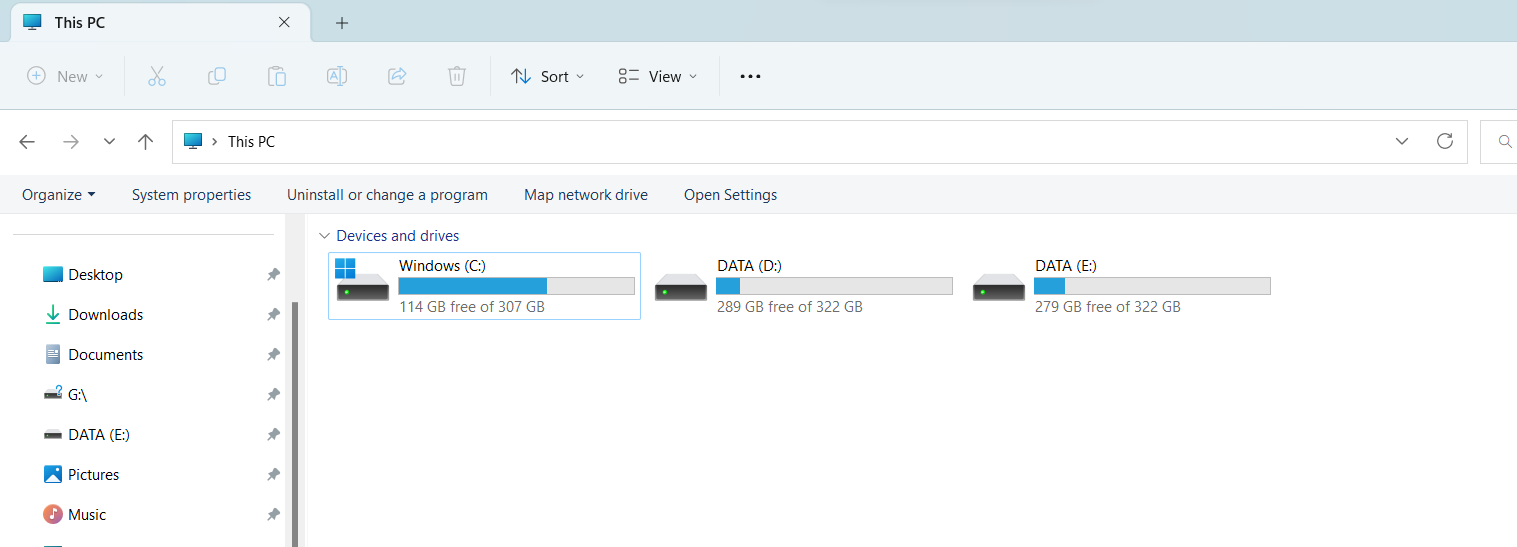 This PC
New
Sort
View
This PC
Organize
System properties
Uninstall or change a program
Map network drive
Open Settings
Desktop
Downloads
Documents
G:\
DATA (E:)
Pictures
Music
Devices and drives
Windows (C:)
114 GB free of 307 GB
DATA (D:)
289 GB free of 322 GB
DATA (E:)
279 GB free of 322 GB